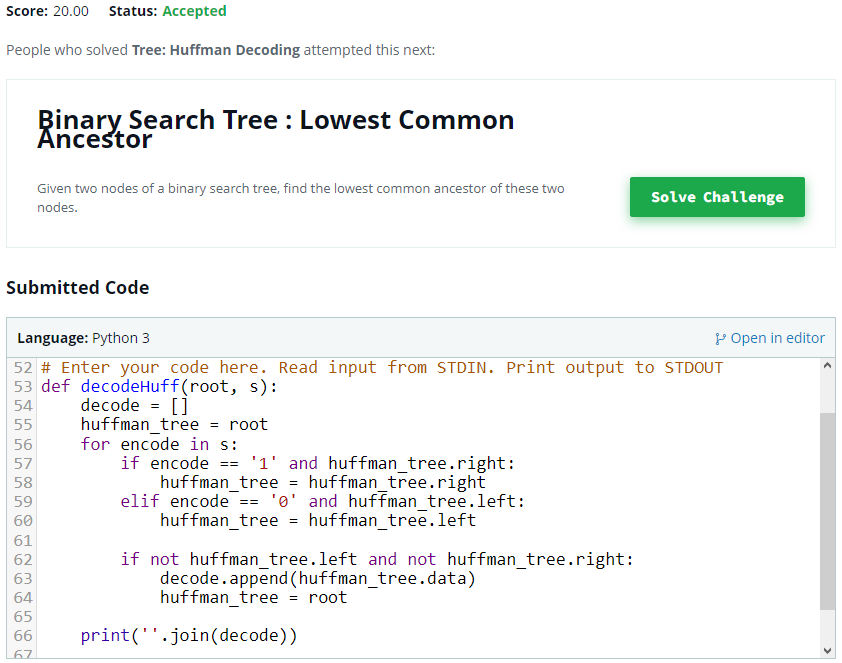 Score: 20.00 Status: Accepted
People who solved Tree: Huffman Decoding attempted this next:
Binary Search Tree : Lowest Common
Ancestor
Given two nodes of a binary search tree, find the lowest common ancestor of these two
nodes.
Solve Challenge
Submitted Code
Language: Python 3 Open in editor
52 # Enter your code here. Read input from STDIN. Print output to STDOUT
53 def decodeHuff(root, s):
54     decode = []
55     huffman_tree = root
56     for encode in s:
57         if encode == '1' and huffman_tree.right:
58             huffman_tree = huffman_tree.right
59         elif encode == '0' and huffman_tree.left:
60             huffman_tree = huffman_tree.left
61
62         if not huffman_tree.left and not huffman_tree.right:
63             decode.append(huffman_tree.data)
64             huffman_tree = root
65
66     print(''.join(decode))
67